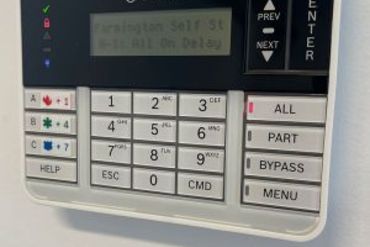 Farmington Self St
A-1: All On Delay
PREV
NEXT
ENTER
A + 1
B + 4
C + 7
HELP
1
2 ABC
3 DEF
4 GHI
5 JKL
6 MNO
7 PQRS
8 TUV
9 WXYZ
ESC
0
CMD
ALL
PART
BYPASS
MENU